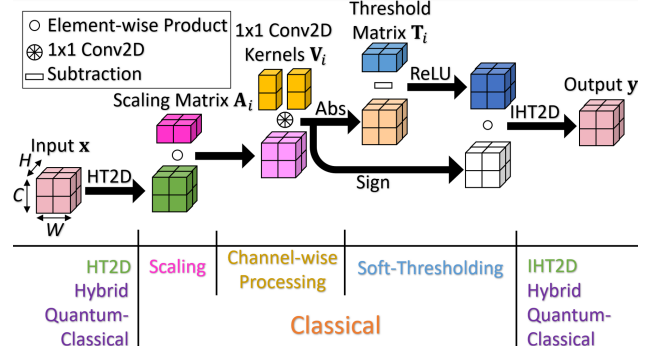 Element-wise Product
1x1 Conv2D
Subtraction
1x1 Conv2D
Kernels V_i
Threshold
Matrix T_i
Scaling Matrix A_i
Abs
ReLU
Output y
Input x
H
C
W
HT2D
IHT2D
Sign
HT2D
Hybrid
Quantum-
Classical
Scaling
Channel-wise
Processing
Soft-Thresholding
Classical
IHT2D
Hybrid
Quantum-
Classical